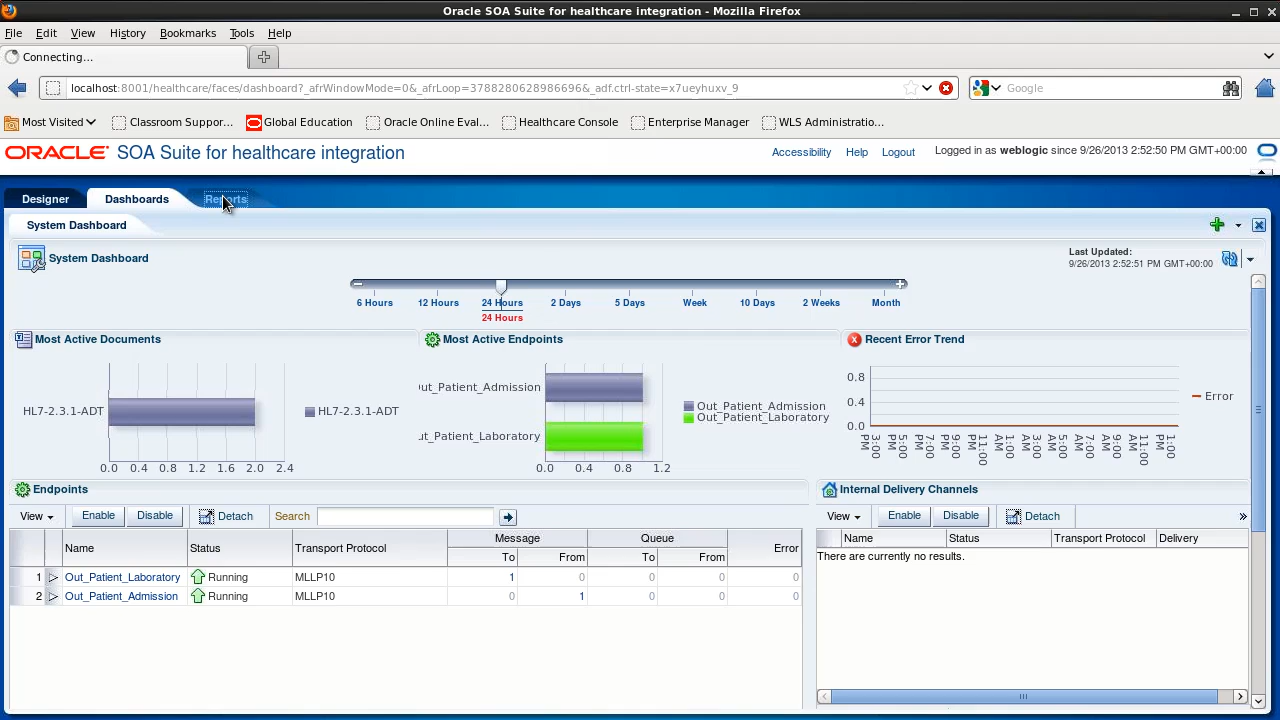 Oracle SOA Suite for healthcare integration - Mozilla Firefox
File Edit View History Bookmarks Tools Help
Connecting...
localhost:8001/healthcare/faces/dashbord?_afrWindowMode=0&_afrLoop=3788206628986696&_adf.ctrl-state=x7ueyhuxv_9
Google
Most Visited Classroom Suppor... Global Education Oracle Online Eval... Healthcare Console Enterprise Manager WLS Administratio...
ORACLE SOA Suite for healthcare integration
Accessibility Help Logout Logged in as weblogic since 9/26/2013 2:52:50 PM GMT+00:00
Designer Dashboards Reports
System Dashboard
System Dashboard
Last Updated:
9/26/2013 2:52:51 PM GMT+00:00
6 Hours 12 Hours 24 Hours 2 Days 5 Days Week 10 Days 2 Weeks Month
24 Hours
Most Active Documents
HL7-2.3.1-ADT
HL7-2.3.1-ADT
0.0 0.4 0.8 1.2 1.6 2.0 2.4
Most Active Endpoints
ut_Patient_Admission
ut_Patient_Laboratory
Out_Patient_Admission
Out_Patient_Laboratory
0.0 0.4 0.8 1.2
Recent Error Trend
0.8
0.4
0.0
Error
3:00 PM 5:00 PM 7:00 PM 9:00 PM 11:00 PM 1:00 AM 3:00 AM 5:00 AM 7:00 AM 9:00 AM 11:00 AM 1:00 PM
Endpoints
View Enable Disable Detach Search
Name Status Transport Protocol Message Queue Error
To From To From
1 Out_Patient_Laboratory Running MLLP10 1 0 0 0 0
2 Out_Patient_Admission Running MLLP10 0 1 0 0 0
Internal Delivery Channels
View Enable Disable Detach »
Name Status Transport Protocol Delivery
There are currently no results.